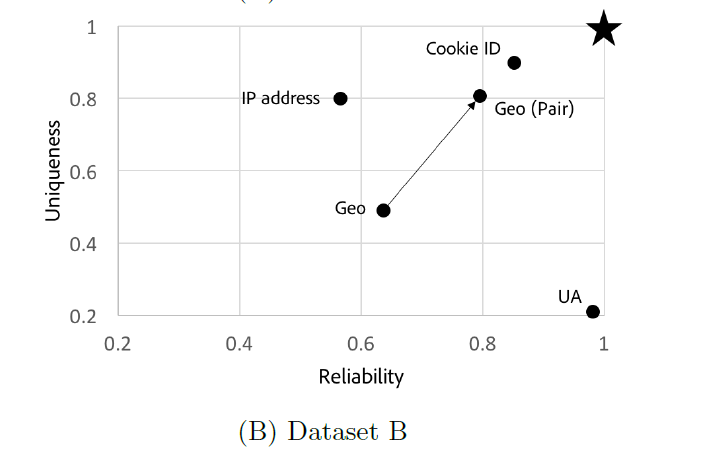 1
Cookie ID
IP address
0.8
Geo (Pair)
Uniqueness
0.6
Geo
0.4
UA
0.2
0.2 0.4 0.6 0.8 1
Reliability
(B) Dataset B